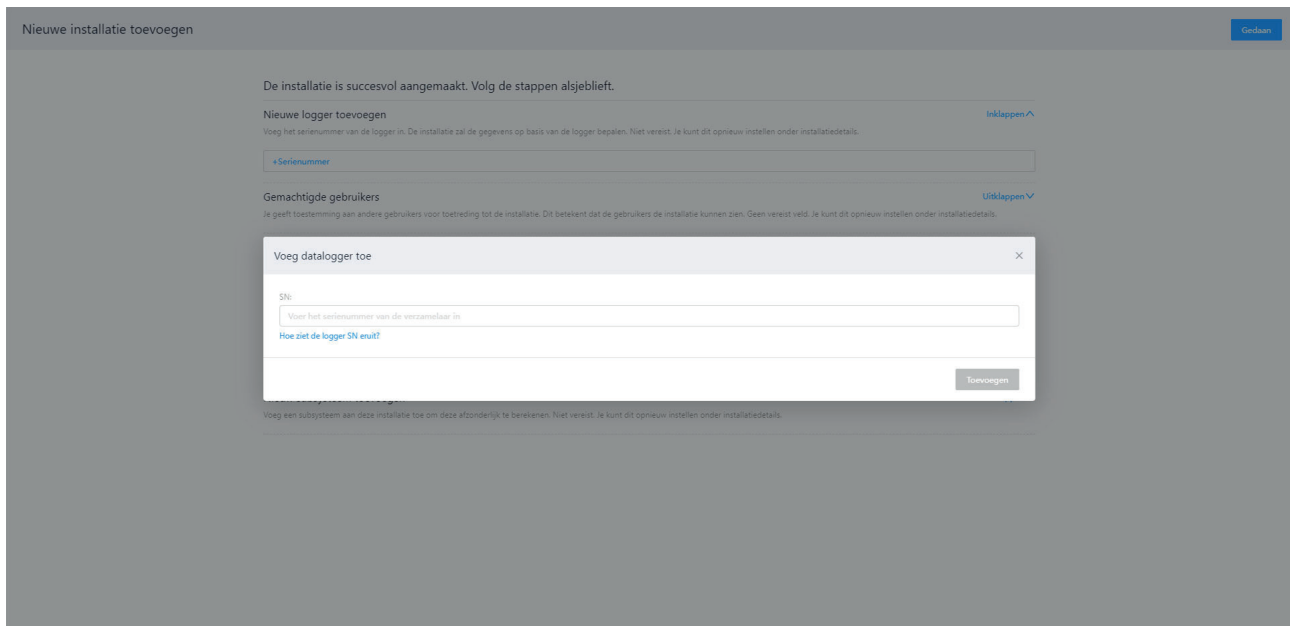 Nieuwe installatie toevoegen
Gedaan
De installatie is succesvol aangemaakt. Volg de stappen alsjeblieft.
Nieuwe logger toevoegen
Inklappen
Voeg het serienummer van de logger in. De installatie zal de gegevens op basis van de logger bepalen. Niet vereist. Je kunt dit opnieuw instellen onder installatiedetails.
+Serienummer
Gemachtigde gebruikers
Uitklappen
Je geeft toestemming aan andere gebruikers voor toetreding tot de installatie. Dit betekent dat de gebruikers de installatie kunnen zien. Geen vereist veld. Je kunt dit opnieuw instellen onder installatiedetails.
Voeg datalogger toe
SN:
Voer het serienummer van de verzamelaar in
Hoe ziet de logger SN eruit?
Toevoegen
Voeg een subsysteem aan deze installatie toe om deze afzonderlijk te berekenen. Niet vereist. Je kunt dit opnieuw instellen onder installatiedetails.